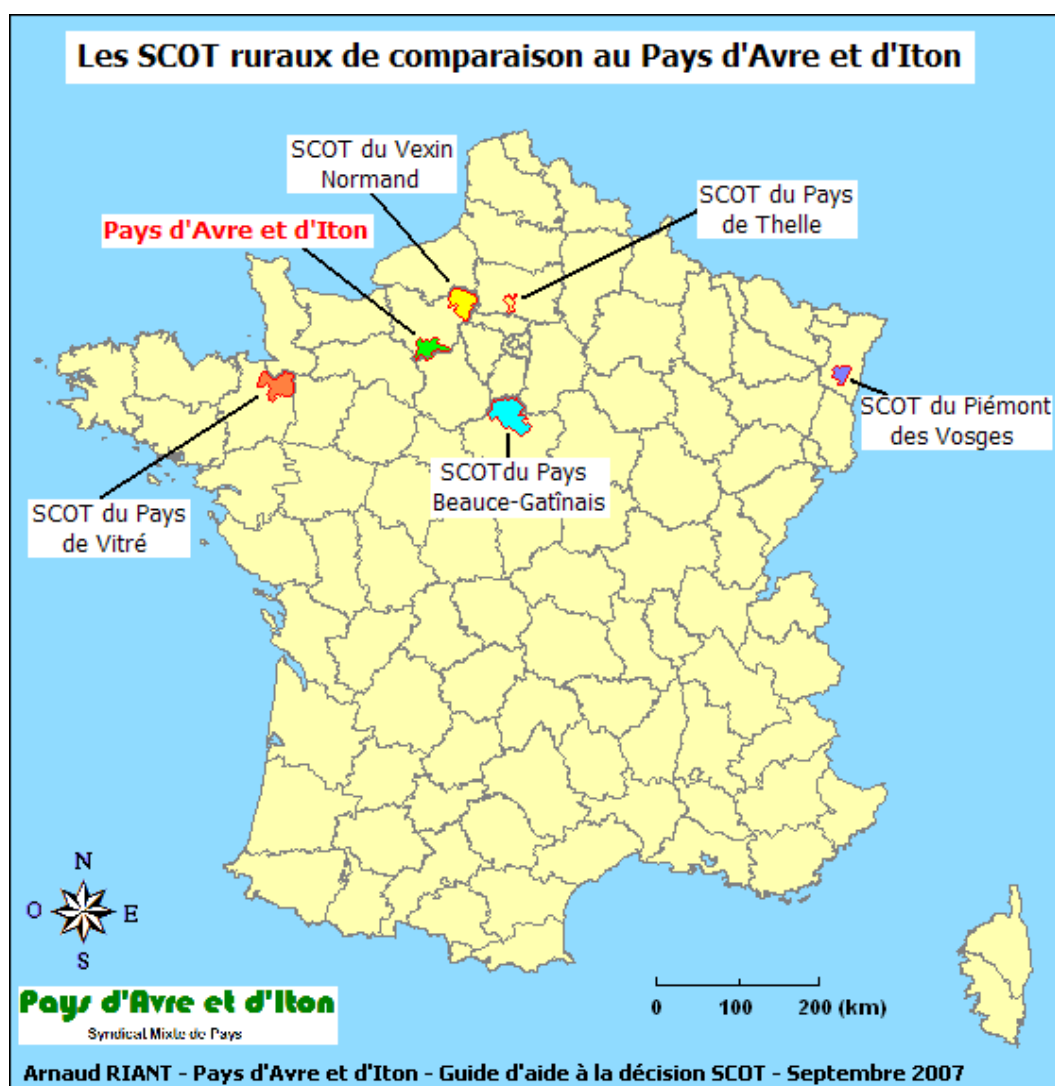 Les SCOT ruraux de comparaison au Pays d'Avre et d'Iton
SCOT du Vexin
Normand
SCOT du Pays
de Thelle
Pays d'Avre et d'Iton
SCOT du Piémont
des Vosges
SCOTdu Pays
Beauce-Gatînais
SCOT du Pays
de Vitré
N
O
E
S
0 100 200 (km)
Pays d'Avre et d'Iton
Syndicat Mixte de Pays
Arnaud RIANT - Pays d'Avre et d'Iton - Guide d'aide à la décision SCOT - Septembre 2007